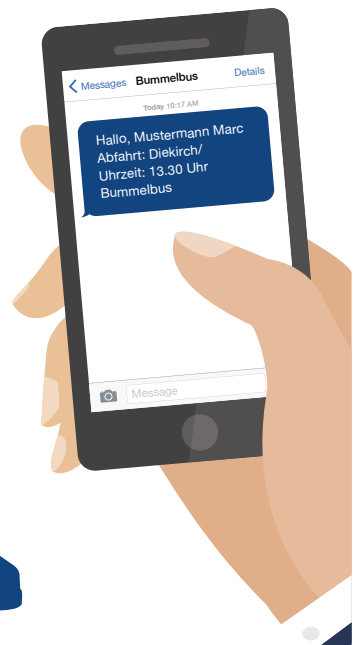 Messages Bummelbus Details
Today 10:17 AM
Hallo, Mustermann Marc
Abfahrt: Diekirch/
Uhrzeit: 13.30 Uhr
Bummelbus
Message